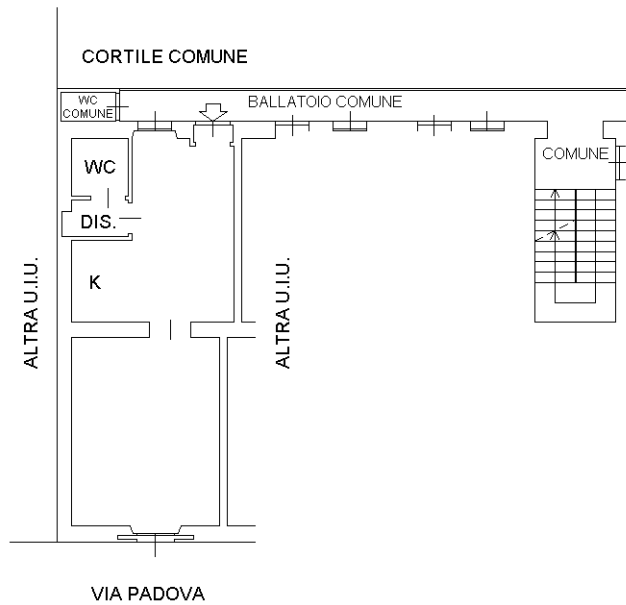 CORTILE COMUNE
WC
COMUNE
BALLATOIO COMUNE
COMUNE
WC
DIS.
K
ALTRA U.I.U.
ALTRA U.I.U.
VIA PADOVA